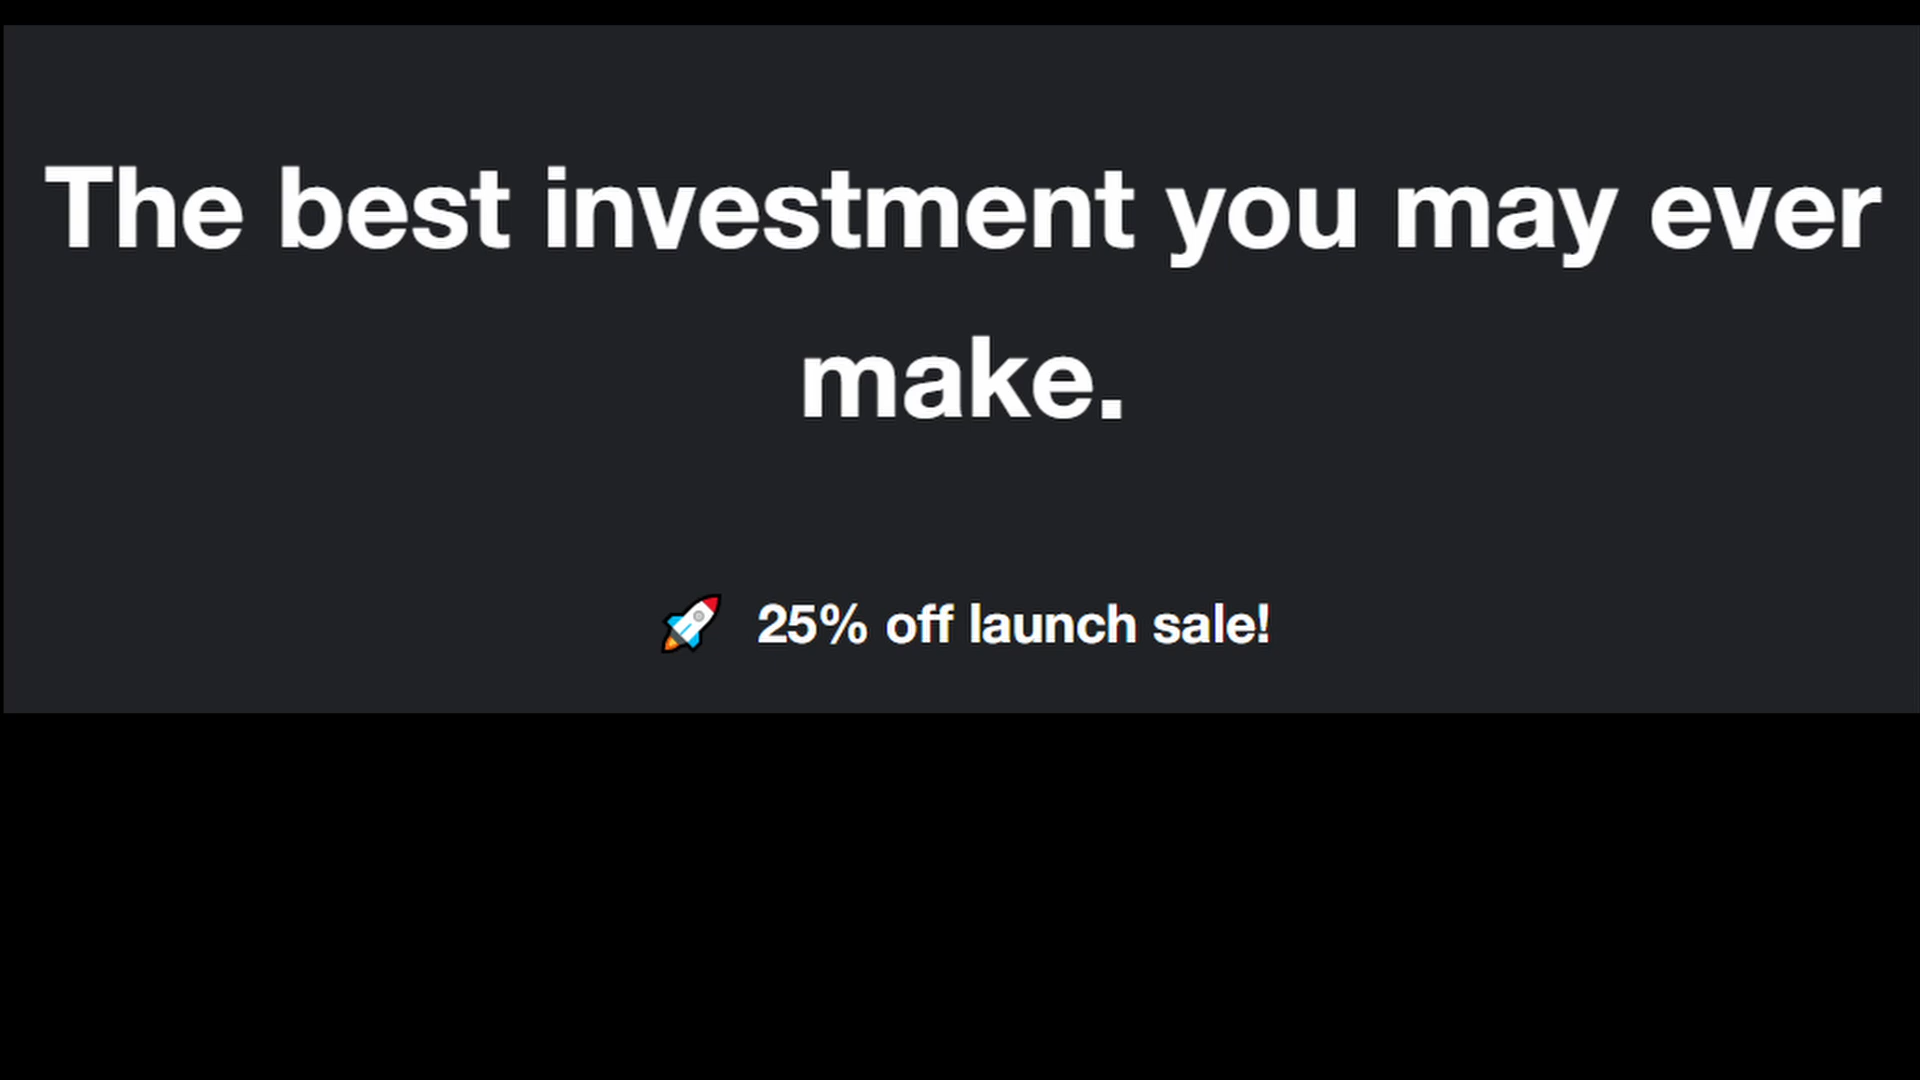 The best investment you may ever
make.
🚀 25% off launch sale!